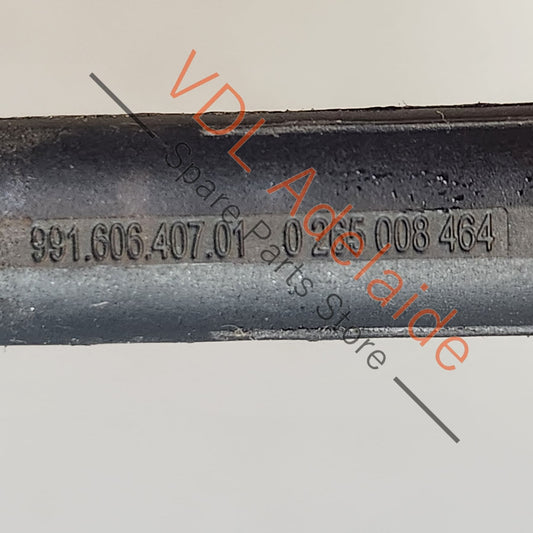 991.606.407.01 0 265 008 464
VDL Adelaide
Spare Parts Store